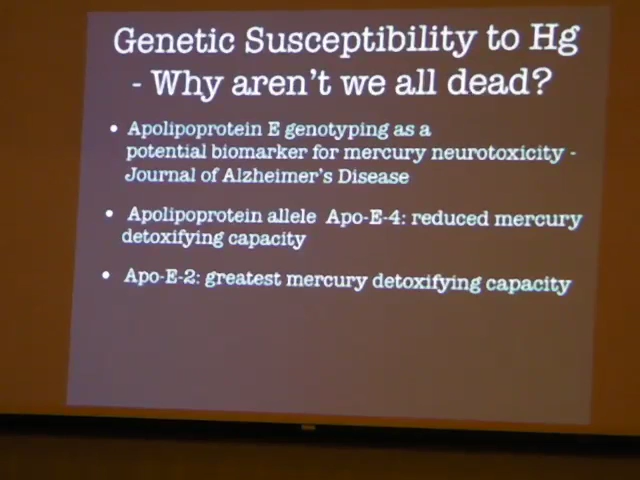 Genetic Susceptibility to Hg
- Why aren't we all dead?
• Apolipoprotein E genotyping as a
potential biomarker for mercury neurotoxicity -
Journal of Alzheimer's Disease
• Apolipoprotein allele Apo-E-4: reduced mercury
detoxifying capacity
• Apo-E-2: greatest mercury detoxifying capacity